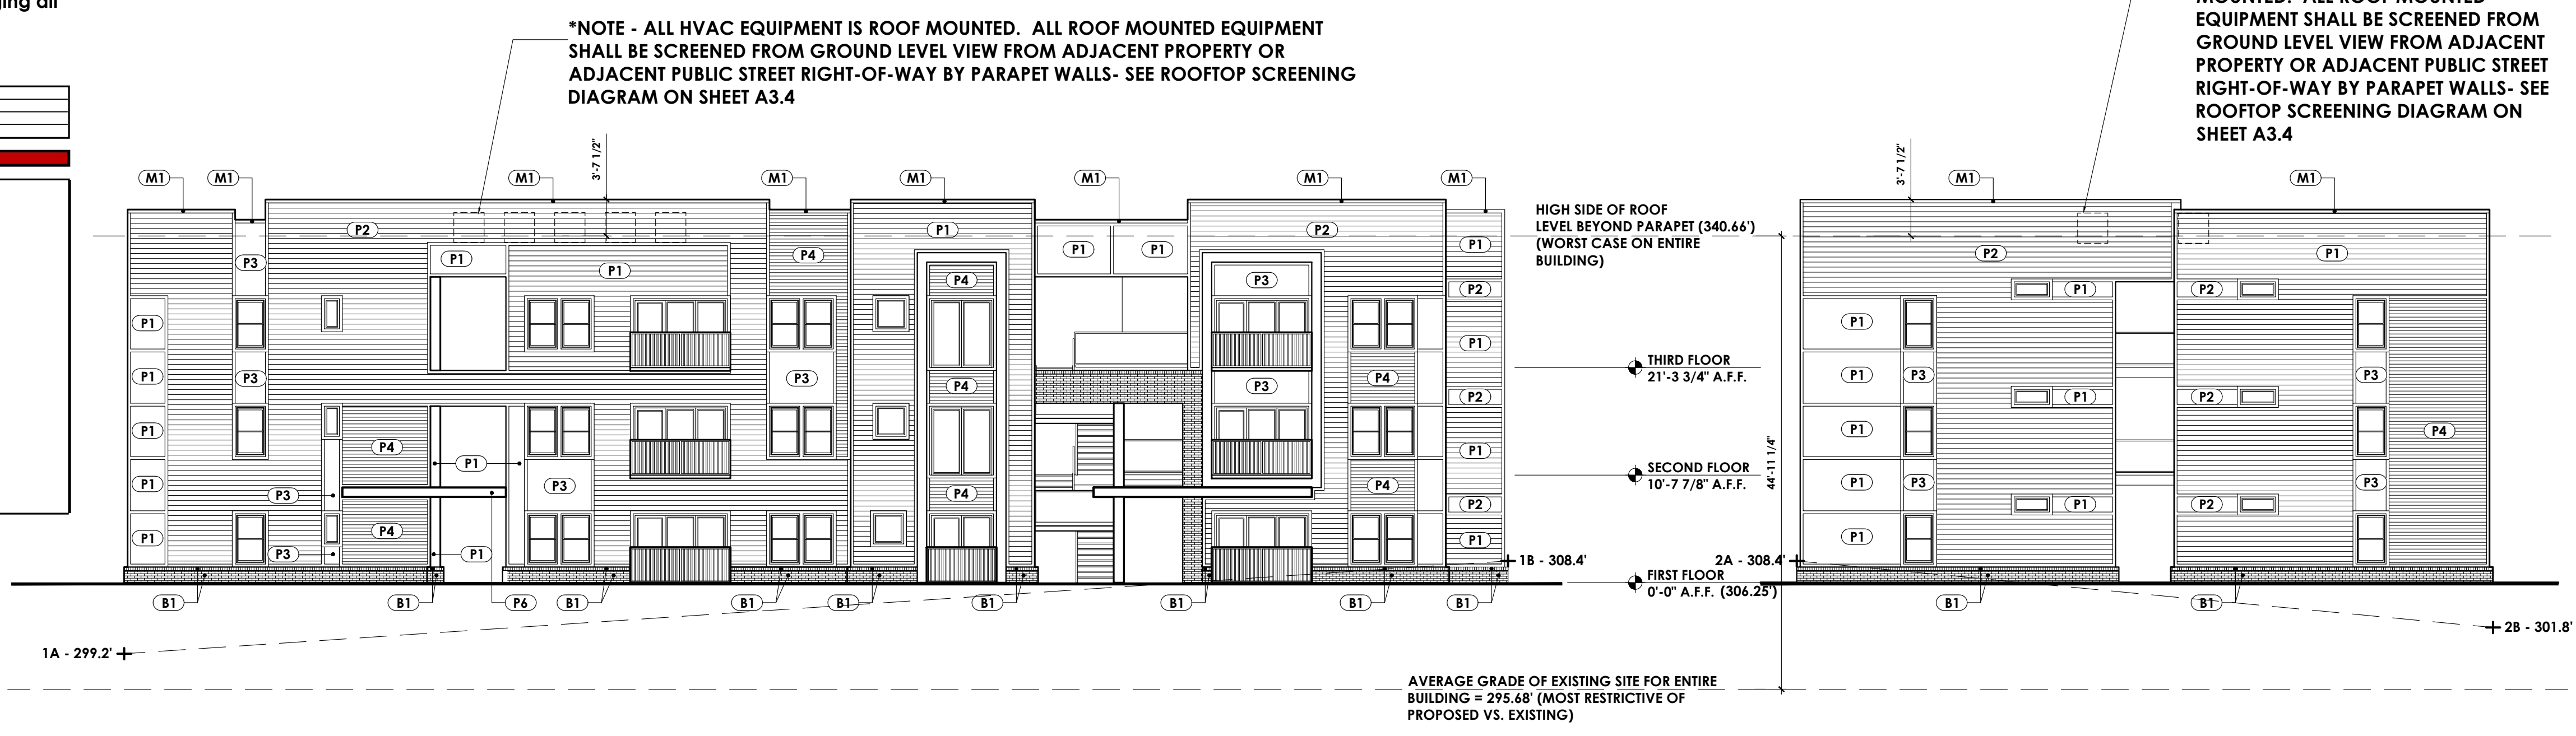 ging all
*NOTE - ALL HVAC EQUIPMENT IS ROOF MOUNTED. ALL ROOF MOUNTED EQUIPMENT
SHALL BE SCREENED FROM GROUND LEVEL VIEW FROM ADJACENT PROPERTY OR
ADJACENT PUBLIC STREET RIGHT-OF-WAY BY PARAPET WALLS- SEE ROOFTOP SCREENING
DIAGRAM ON SHEET A3.4
MOUNTED. ALL ROOF MOUNTED
EQUIPMENT SHALL BE SCREENED FROM
GROUND LEVEL VIEW FROM ADJACENT
PROPERTY OR ADJACENT PUBLIC STREET
RIGHT-OF-WAY BY PARAPET WALLS- SEE
ROOFTOP SCREENING DIAGRAM ON
SHEET A3.4
3'-7 1/2"
M1 M1 M1 M1 M1 M1 M1 M1
P2 P1 P2
P3 P1 P1 P4 P1 P1 P1
P4 P3 P2
P1 P1
P1 P3 P3 P4 P3 P4 P2
P1 P4 P1 P1
P1 P3 P3 P4 P4 P2
P1 P3 P4 P1 P1
B1 B1 P6 B1 B1 B1 B1 B1 B1 B1
1A - 299.2'
1B - 308.4'
HIGH SIDE OF ROOF
LEVEL BEYOND PARAPET (340.66')
(WORST CASE ON ENTIRE
BUILDING)
THIRD FLOOR
21'-3 3/4" A.F.F.
SECOND FLOOR
10'-7 7/8" A.F.F.
FIRST FLOOR
0'-0" A.F.F. (306.25')
44'-11 1/4"
AVERAGE GRADE OF EXISTING SITE FOR ENTIRE
BUILDING = 295.68' (MOST RESTRICTIVE OF
PROPOSED VS. EXISTING)
3'-7 1/2"
M1 M1
P2 P1
P1 P2
P1
P1 P3 P3
P1 P2
P1 P4
P1 P3 P3
P1 P2
P1
B1 B1
2A - 308.4'
2B - 301.8'